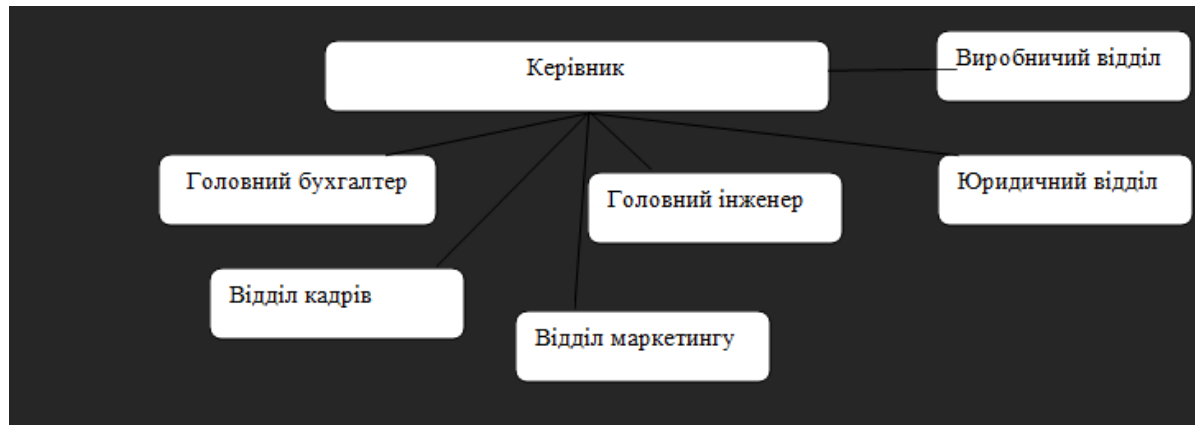 Керівник
Виробничий відділ
Головний бухгалтер
Головний інженер
Юридичний відділ
Відділ кадрів
Відділ маркетингу